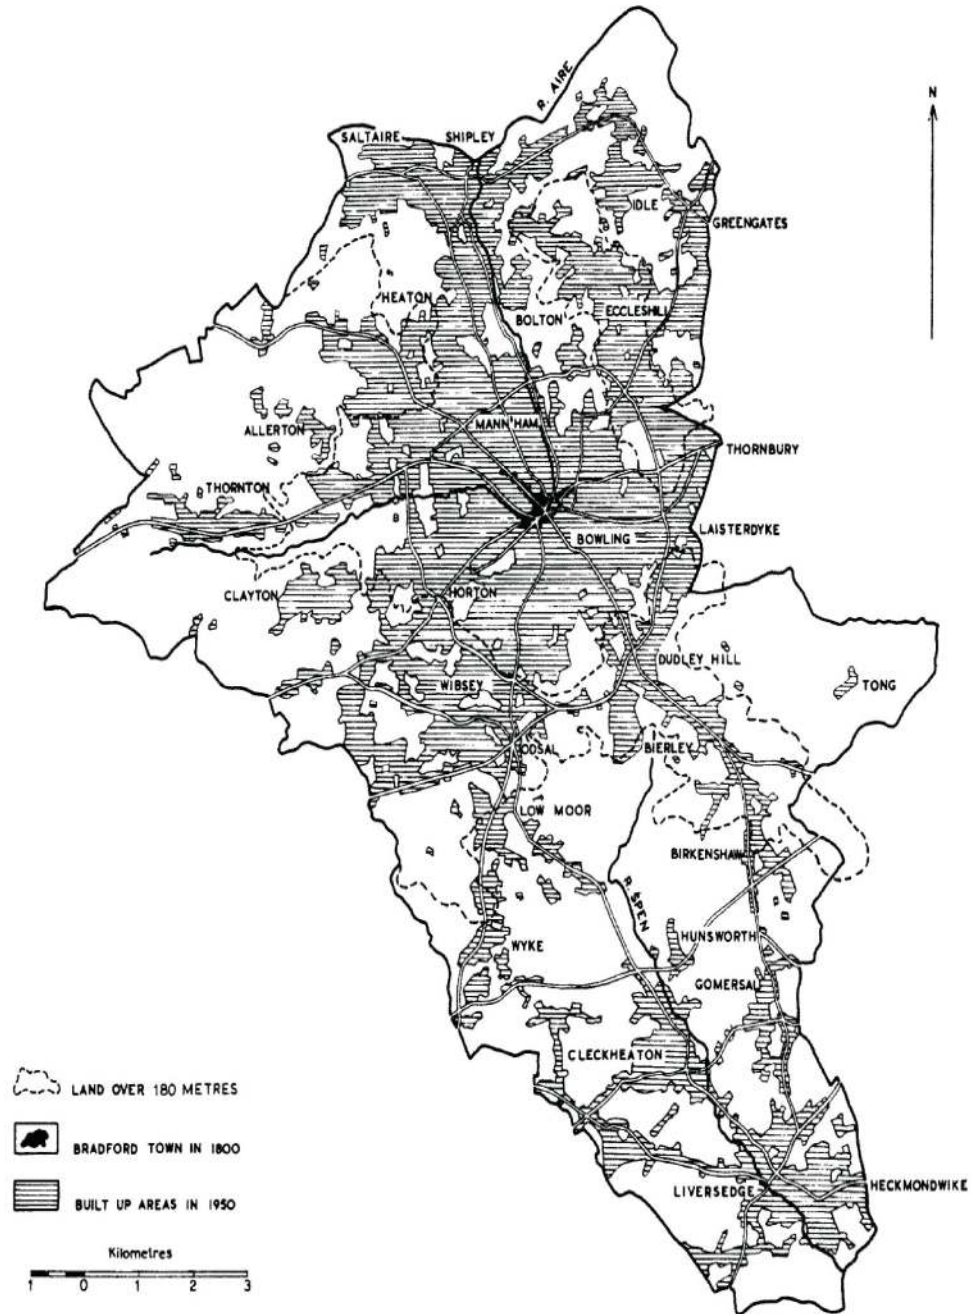 R. AIRE
N
SALTAIRE
SHIPLEY
IDLE
GREENGATES
HEATON
BOLTON
ECCLESHILL
MANN'HAM
ALLERTON
THORNBURY
THORNTON
BOWLING
LAISTERDYKE
CLAYTON
HORTON
DUDLEY HILL
WIBSEY
TONG
ODSAL
BIERLEY
LOW MOOR
BIRKENSHAW
R. SPEN
HUNSWORTH
WYKE
GOMERSAL
CLECKHEATON
LIVERSEDGE
HECKMONDWIKE
LAND OVER 180 METRES
BRADFORD TOWN IN 1800
BUILT UP AREAS IN 1950
Kilometres
1 0 1 2 3